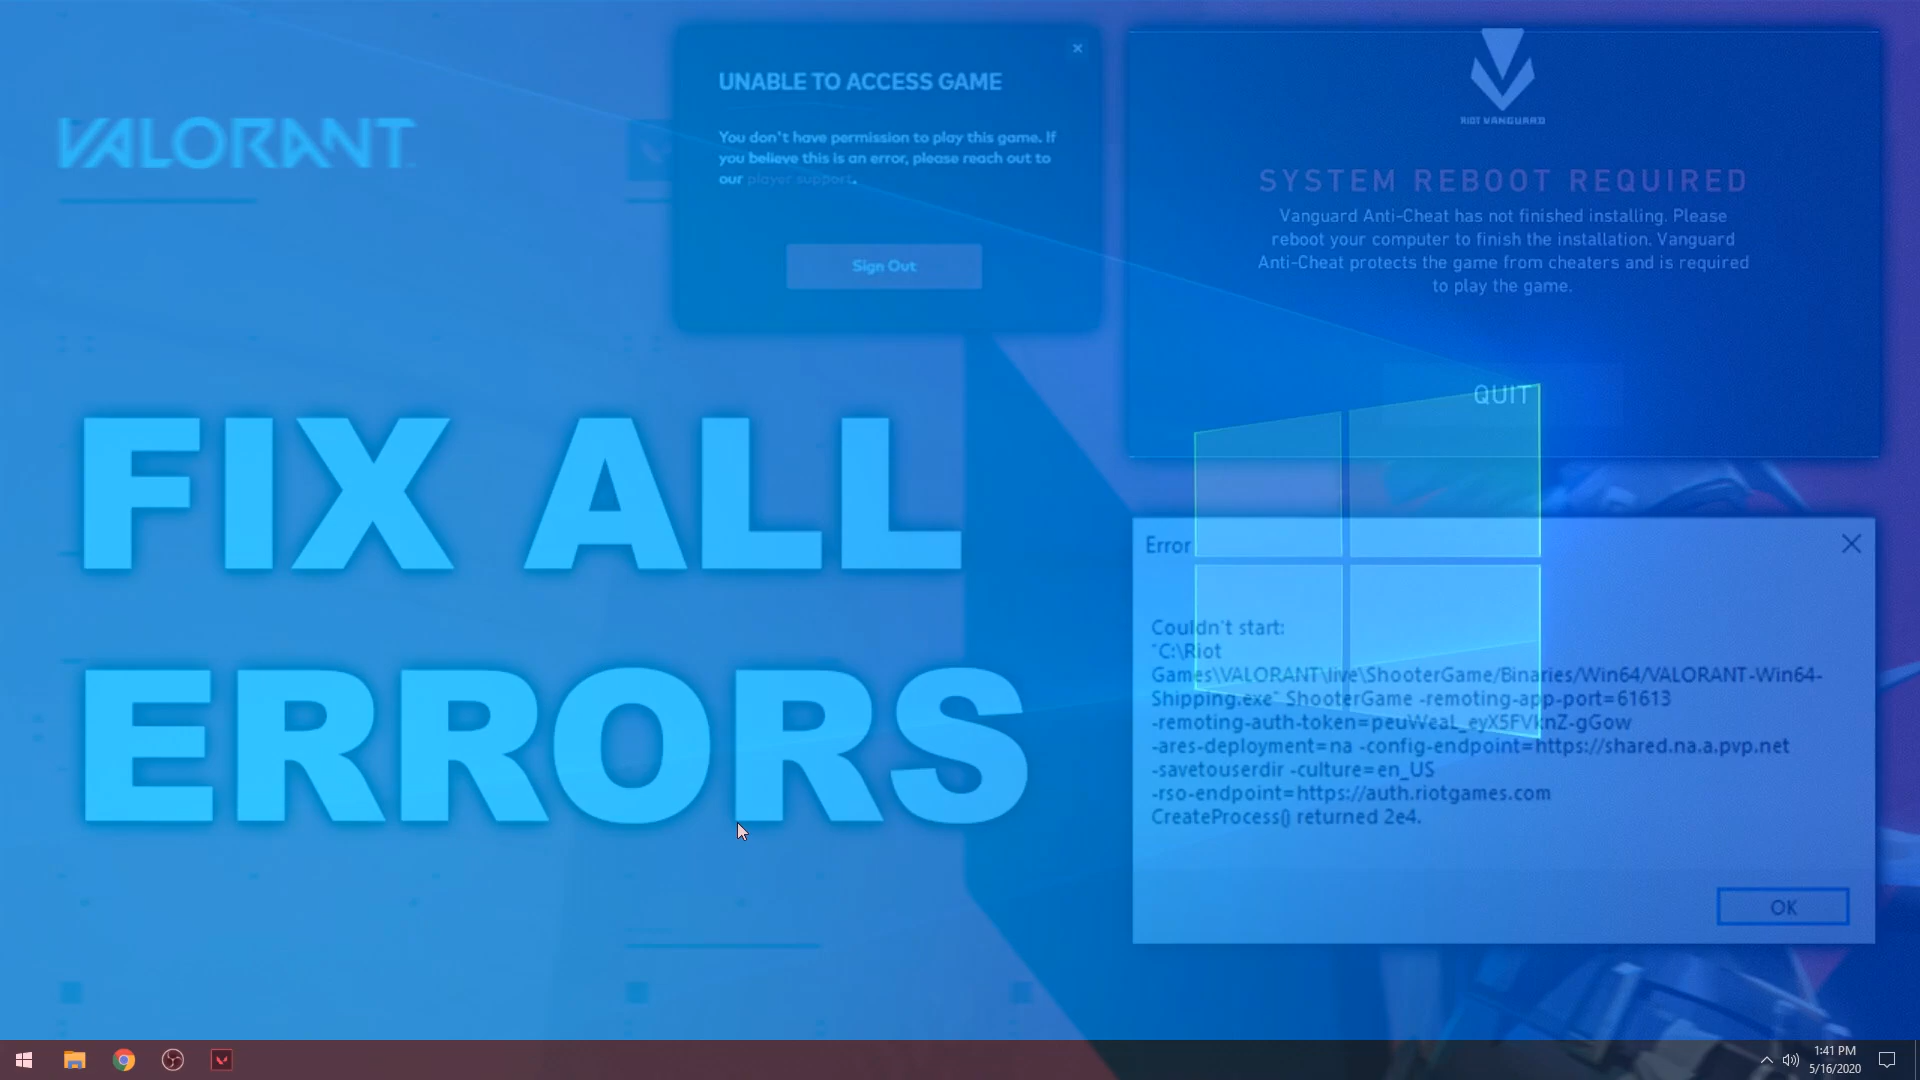 VALORANT
FIX ALL
ERRORS
UNABLE TO ACCESS GAME
You don't have permission to play this game. If
you believe this is an error, please reach out to
our player support.
Sign Out
RIOT VANGUARD
SYSTEM REBOOT REQUIRED
Vanguard Anti-Cheat has not finished installing. Please
reboot your computer to finish the installation. Vanguard
Anti-Cheat protects the game from cheaters and is required
to play the game.
QUIT
Error
Couldn't start:
"C:\Riot
Games\VALORANT\live\ShooterGame/Binaries/Win64/VALORANT-Win64-
Shipping.exe" ShooterGame -remoting-app-port=61613
-remoting-auth-token=peuWeaL_eyX5FVknZ-gGow
-ares-deployment=na -config-endpoint=https://shared.na.a.pvp.net
-savetouserdir -culture=en_US
-rso-endpoint=https://auth.riotgames.com
CreateProcess() returned 2e4.
OK
1:41 PM
5/16/2020